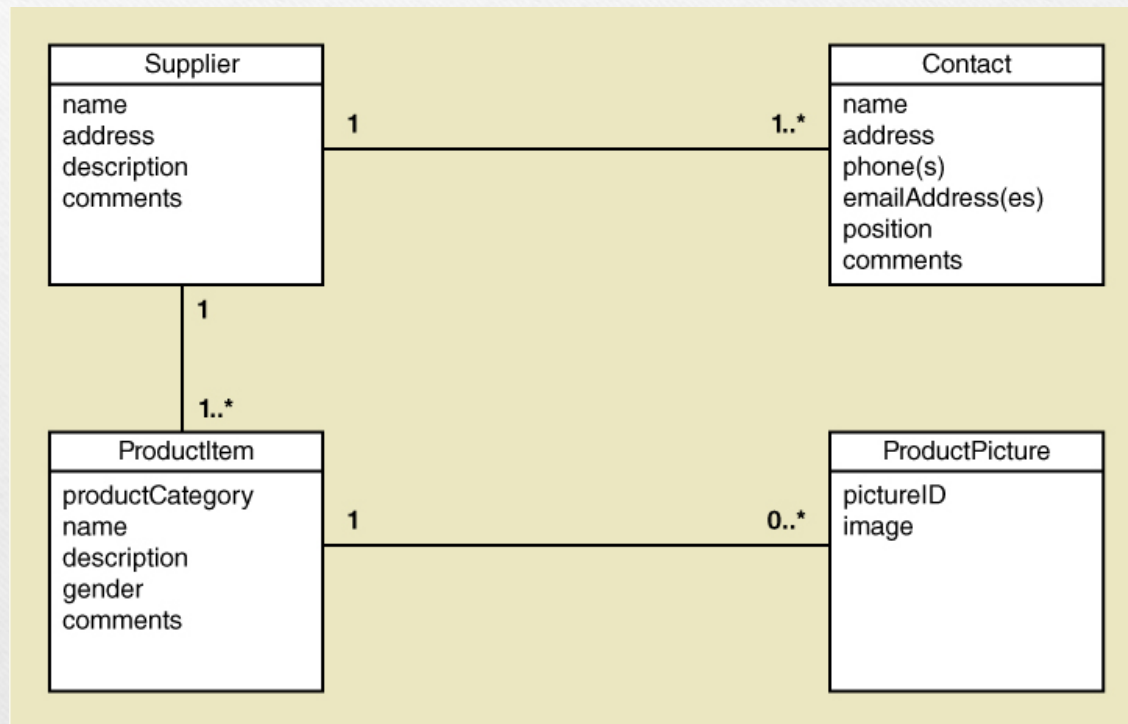 Supplier
name
address
description
comments
1
1..*
Contact
name
address
phone(s)
emailAddress(es)
position
comments
1
1..*
ProductItem
productCategory
name
description
gender
comments
1
0..*
ProductPicture
pictureID
image